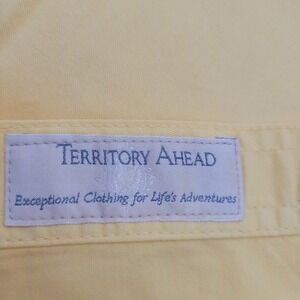 TERRITORY AHEAD
Exceptional Clothing for Life's Adventures